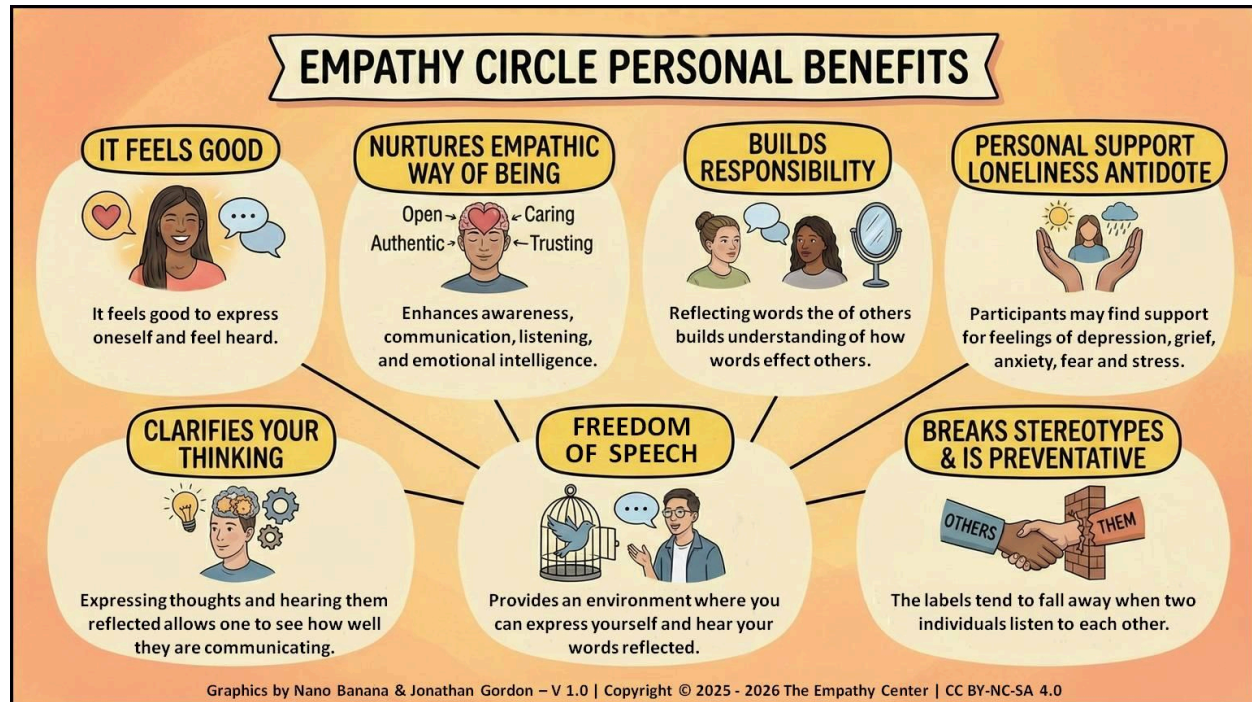 EMPATHY CIRCLE PERSONAL BENEFITS
IT FEELS GOOD
It feels good to express
oneself and feel heard.
NURTURES EMPATHIC
WAY OF BEING
Open
Caring
Authentic
Trusting
Enhances awareness,
communication, listening,
and emotional intelligence.
BUILDS
RESPONSIBILITY
Reflecting words the of others
builds understanding of how
words effect others.
PERSONAL SUPPORT
LONELINESS ANTIDOTE
Participants may find support
for feelings of depression, grief,
anxiety, fear and stress.
CLARIFIES YOUR
THINKING
Expressing thoughts and hearing them
reflected allows one to see how well
they are communicating.
FREEDOM
OF SPEECH
Provides an environment where you
can express yourself and hear your
words reflected.
BREAKS STEREOTYPES
& IS PREVENTATIVE
OTHERS
THEM
The labels tend to fall away when two
individuals listen to each other.
Graphics by Nano Banana & Jonathan Gordon – V 1.0 | Copyright © 2025 - 2026 The Empathy Center | CC BY-NC-SA 4.0